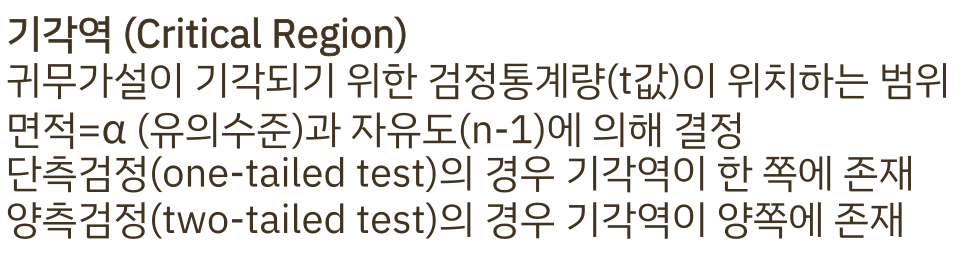 기각역 (Critical Region)
귀무가설이 기각되기 위한 검정통계량(t값)이 위치하는 범위
면적=α (유의수준)과 자유도(n-1)에 의해 결정
단측검정(one-tailed test)의 경우 기각역이 한 쪽에 존재
양측검정(two-tailed test)의 경우 기각역이 양쪽에 존재